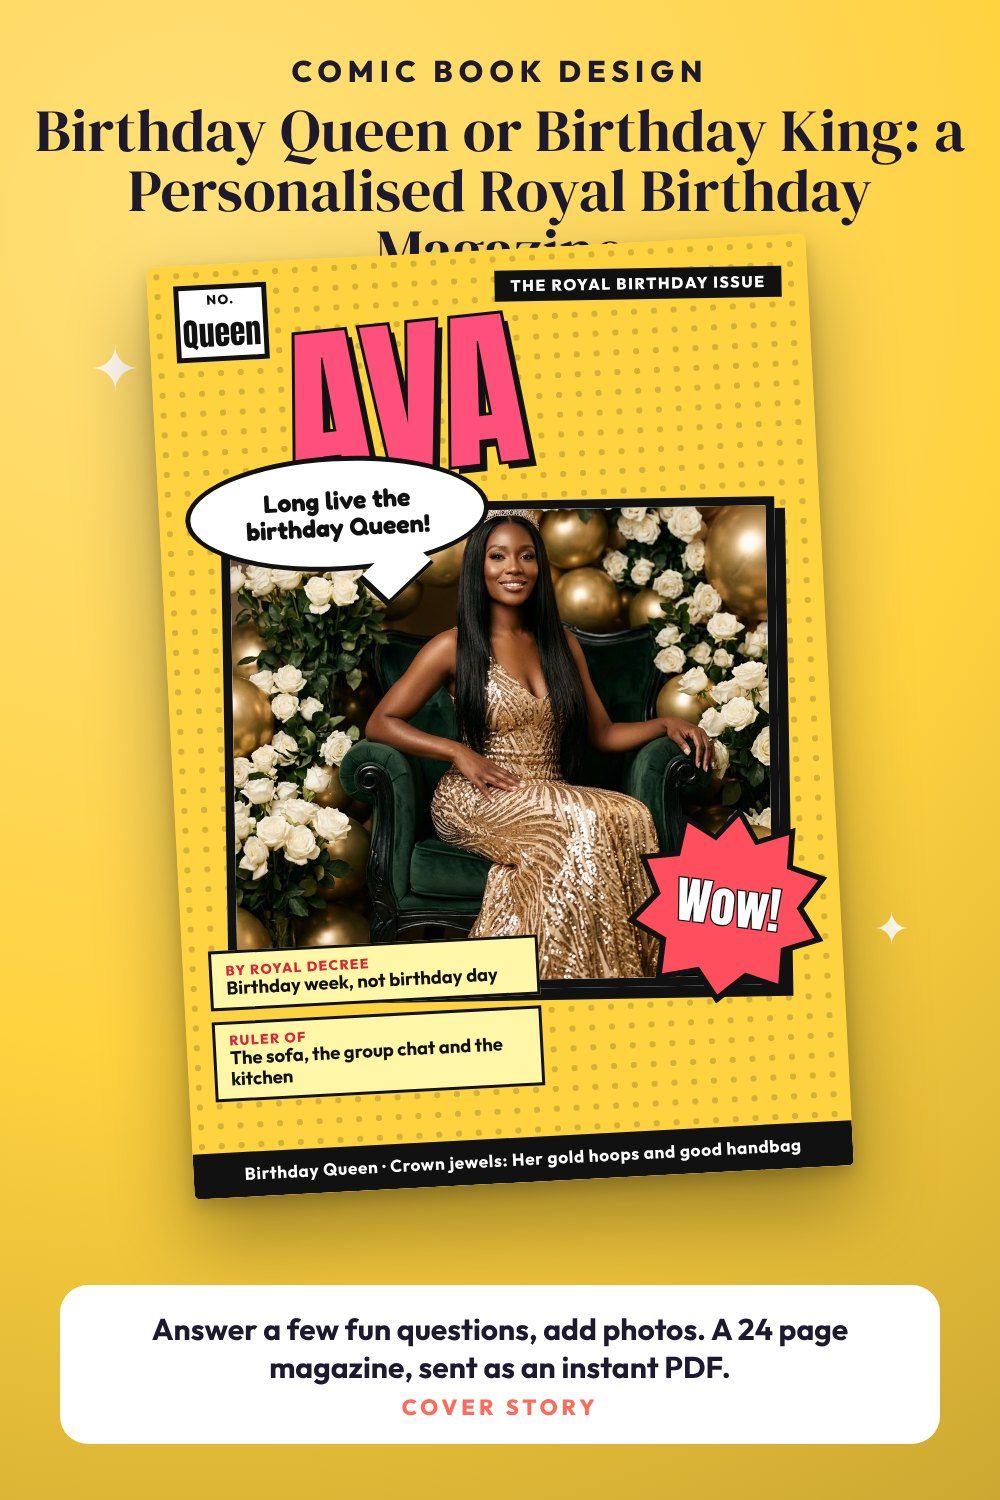 COMIC BOOK DESIGN
Birthday Queen or Birthday King: a
Personalised Royal Birthday
THE ROYAL BIRTHDAY ISSUE
NO.
Queen
AVA
Long live the
birthday Queen!
Wow!
BY ROYAL DECREE
Birthday week, not birthday day
RULER OF
The sofa, the group chat and the
kitchen
Birthday Queen · Crown jewels: Her gold hoops and good handbag
Answer a few fun questions, add photos. A 24 page
magazine, sent as an instant PDF.
COVER STORY